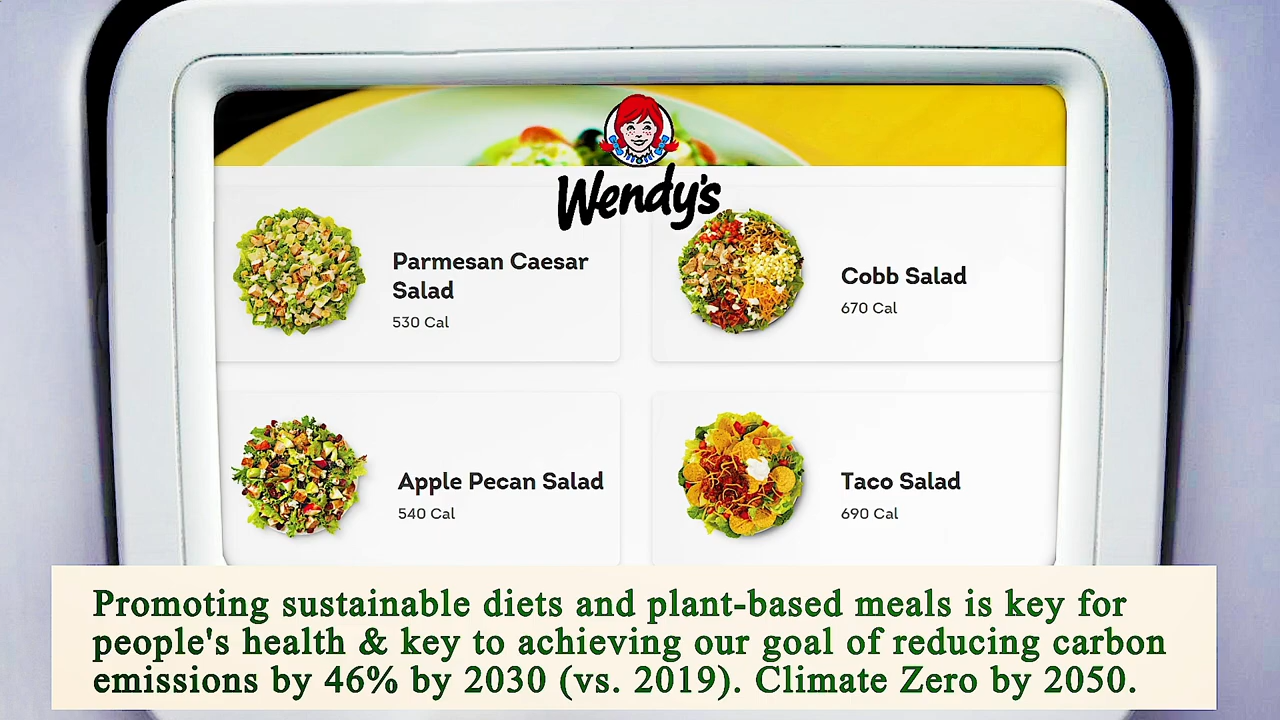 Wendy's
Parmesan Caesar
Salad
530 Cal
Cobb Salad
670 Cal
Apple Pecan Salad
540 Cal
Taco Salad
690 Cal
Promoting sustainable diets and plant-based meals is key for
people's health & key to achieving our goal of reducing carbon
emissions by 46% by 2030 (vs. 2019). Climate Zero by 2050.